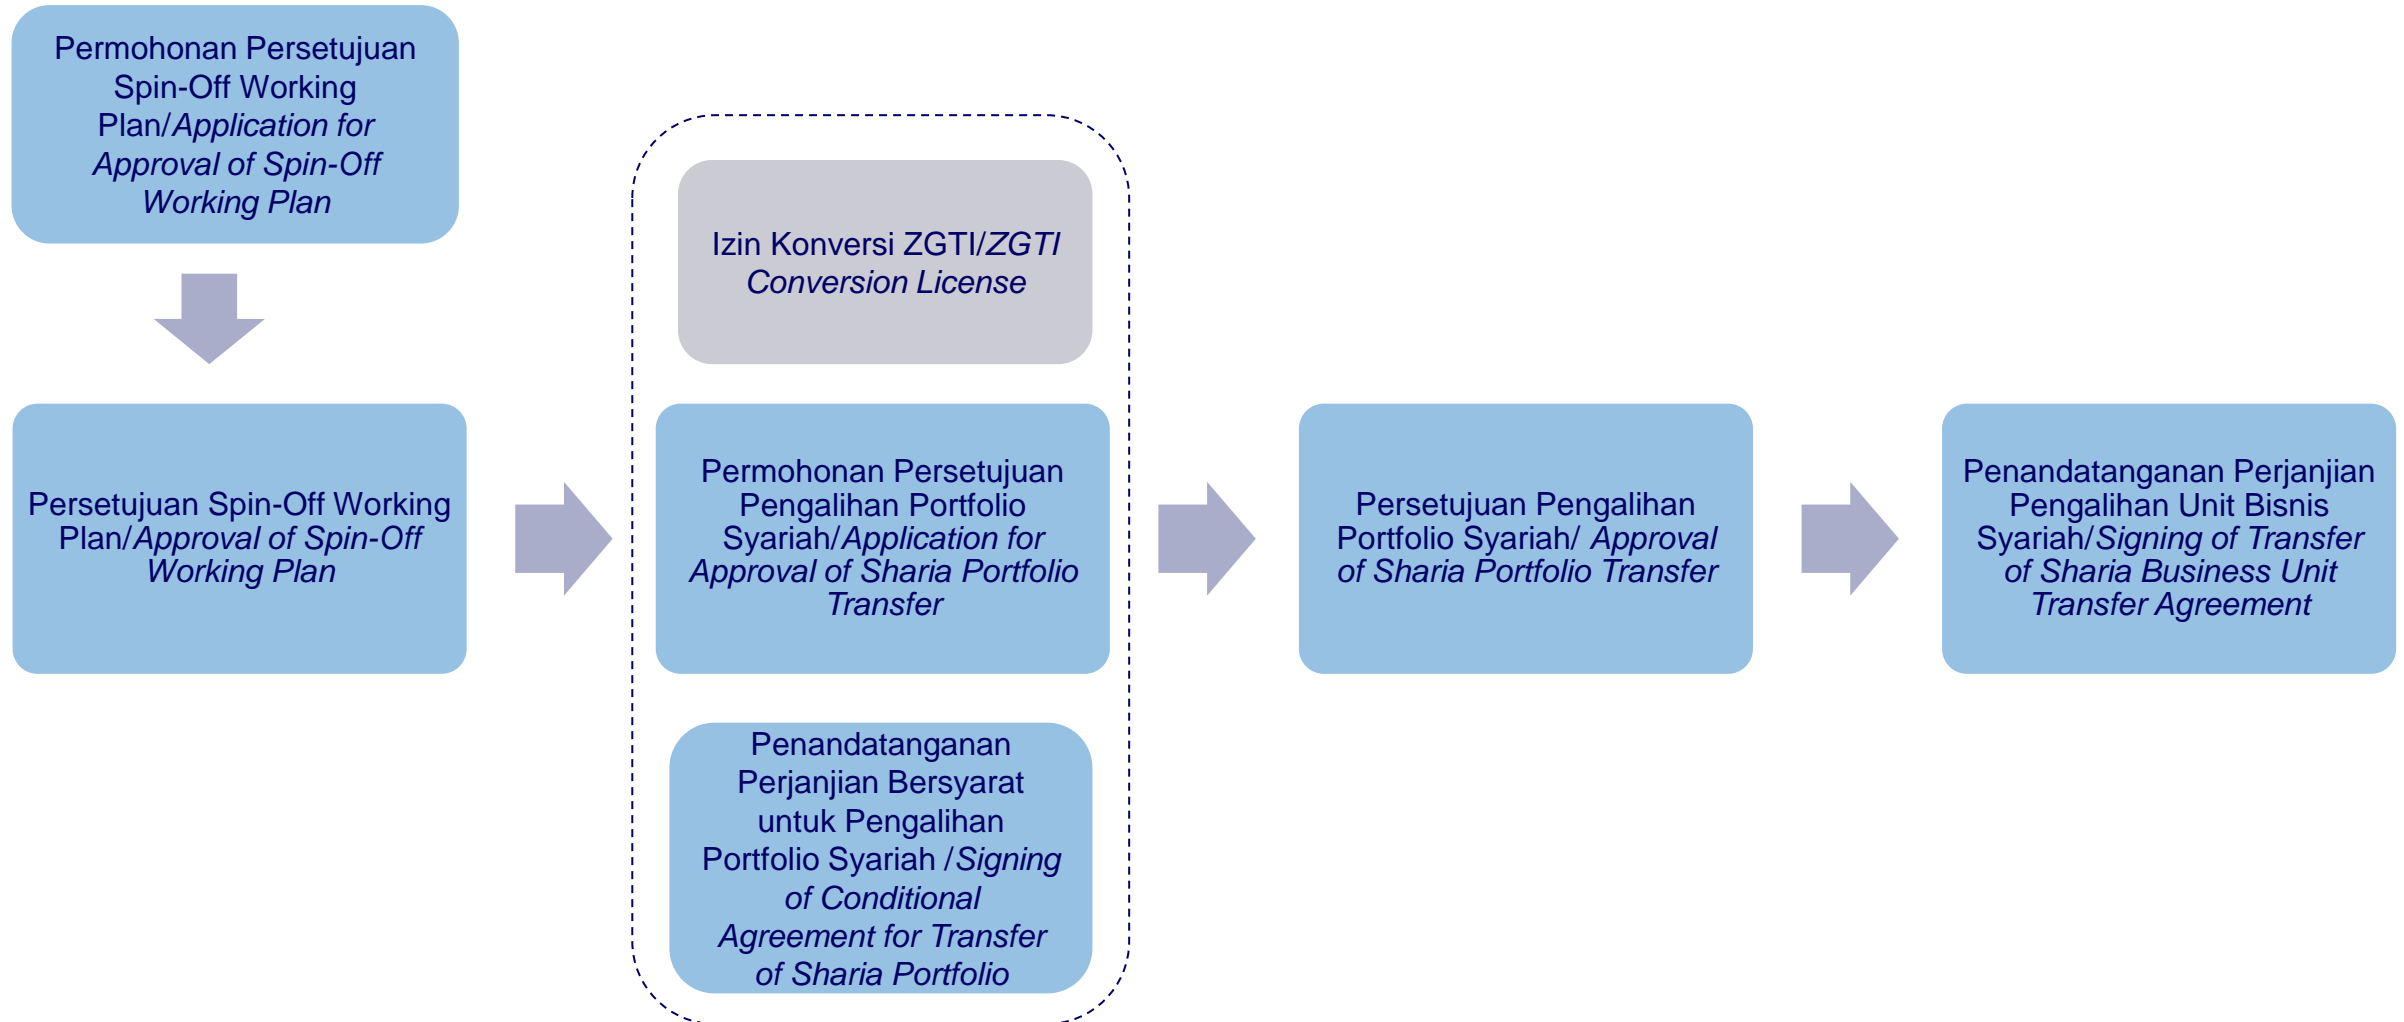 Permohonan Persetujuan
Spin-Off Working
Plan/Application for
Approval of Spin-Off
Working Plan
Persetujuan Spin-Off Working
Plan/Approval of Spin-Off
Working Plan
Izin Konversi ZGTI/ZGTI
Conversion License
Permohonan Persetujuan
Pengalihan Portfolio
Syariah/Application for
Approval of Sharia Portfolio
Transfer
Penandatanganan
Perjanjian Bersyarat
untuk Pengalihan
Portfolio Syariah /Signing
of Conditional
Agreement for Transfer
of Sharia Portfolio
Persetujuan Pengalihan
Portfolio Syariah/ Approval
of Sharia Portfolio Transfer
Penandatanganan Perjanjian
Pengalihan Unit Bisnis
Syariah/Signing of Transfer
of Sharia Business Unit
Transfer Agreement